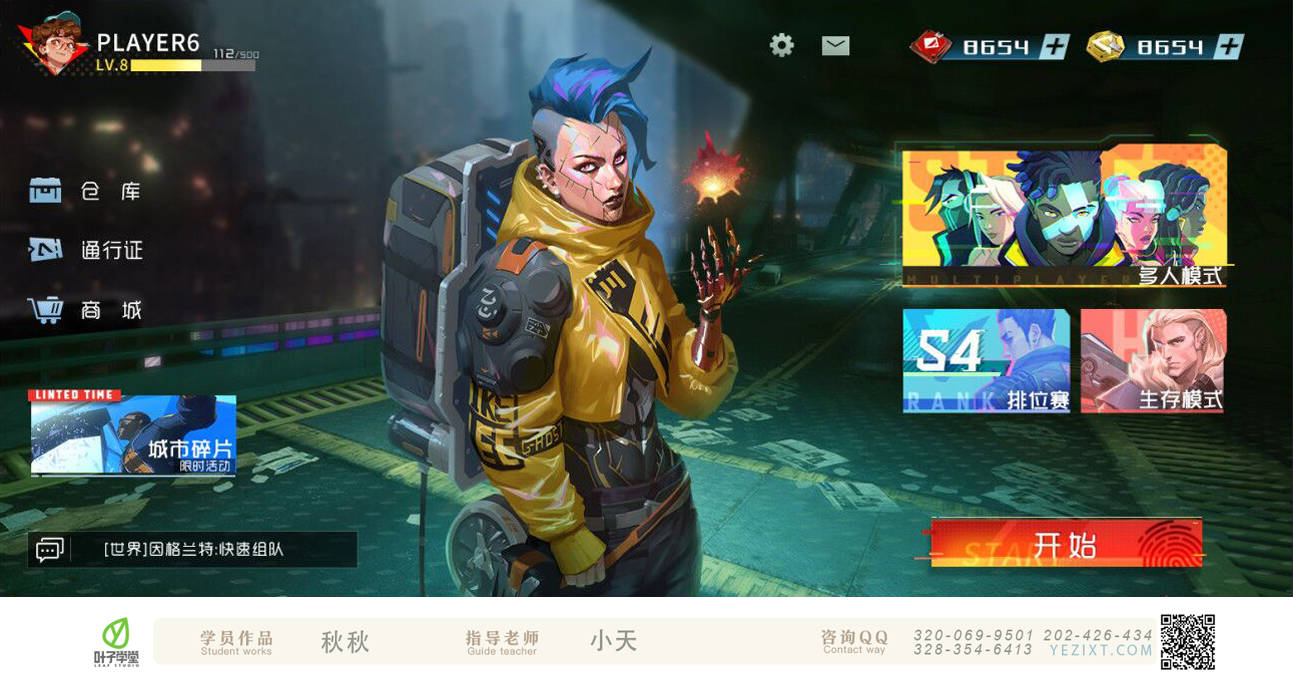 PLAYER6
112/500
LV.8
8654
8654
仓 库
通行证
商 城
MULTIPLAYER
多人模式
S4
RANK
排位赛
生存模式
LINTED TIME
城市碎片
限时活动
GHOST
[世界]因格兰特:快速组队
START
开始
叶子学堂
LEAF STUDIO
学员作品
Student works
秋秋
指导老师
Guide teacher
小天
咨询QQ
Contact way
320-069-9501 202-426-434
328-354-6413 YEZIXT.COM